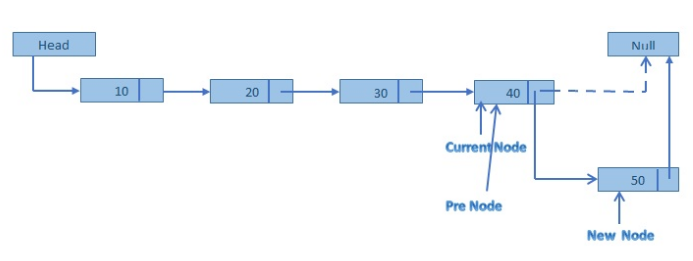 Head
Null
10
20
30
40
Current Node
50
Pre Node
New Node